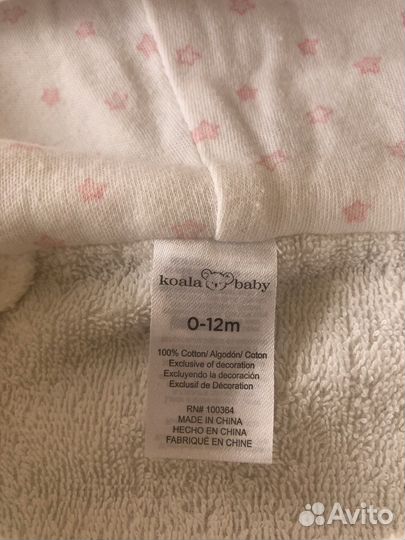 koala baby
0-12m
100% Cotton/ Algodón/ Coton
Exclusive of decoration
Excluyendo la decoración
Exclusif de Décoration
RN# 100364
MADE IN CHINA
HECHO EN CHINA
FABRIQUÉ EN CHINE
Avito